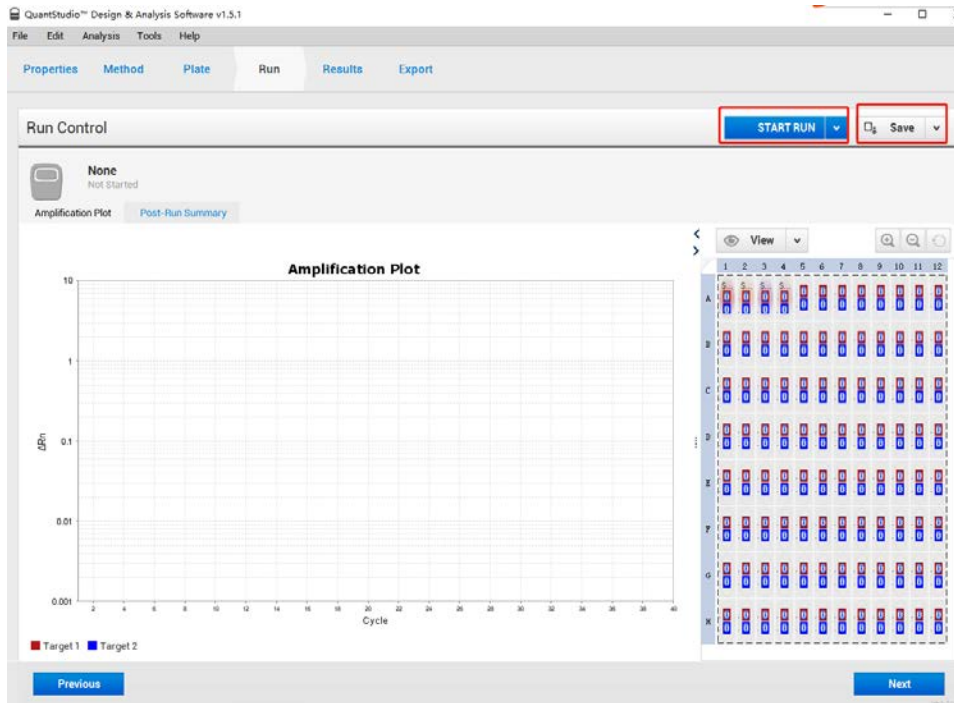 QuantStudio™ Design & Analysis Software v1.5.1
File Edit Analysis Tools Help
Properties Method Plate Run Results Export
Run Control
START RUN
Save
None
Not Started
Amplification Plot Post-Run Summary
View
Amplification Plot
1 2 3 4 5 6 7 8 9 10 11 12
10
1
0.1
0.01
0.001
ΔRn
2 4 6 8 10 12 14 16 18 20 22 24 26 28 30 32 34 36 38 40
Cycle
Target 1 Target 2
A S... S... S... S...
U U U U U U U U U U U U
U U U U U U U U U U U U
B
U U U U U U U U U U U U
U U U U U U U U U U U U
C
U U U U U U U U U U U U
U U U U U U U U U U U U
D
U U U U U U U U U U U U
U U U U U U U U U U U U
E
U U U U U U U U U U U U
U U U U U U U U U U U U
F
U U U U U U U U U U U U
U U U U U U U U U U U U
G
U U U U U U U U U U U U
U U U U U U U U U U U U
H
U U U U U U U U U U U U
U U U U U U U U U U U U
Previous
Next